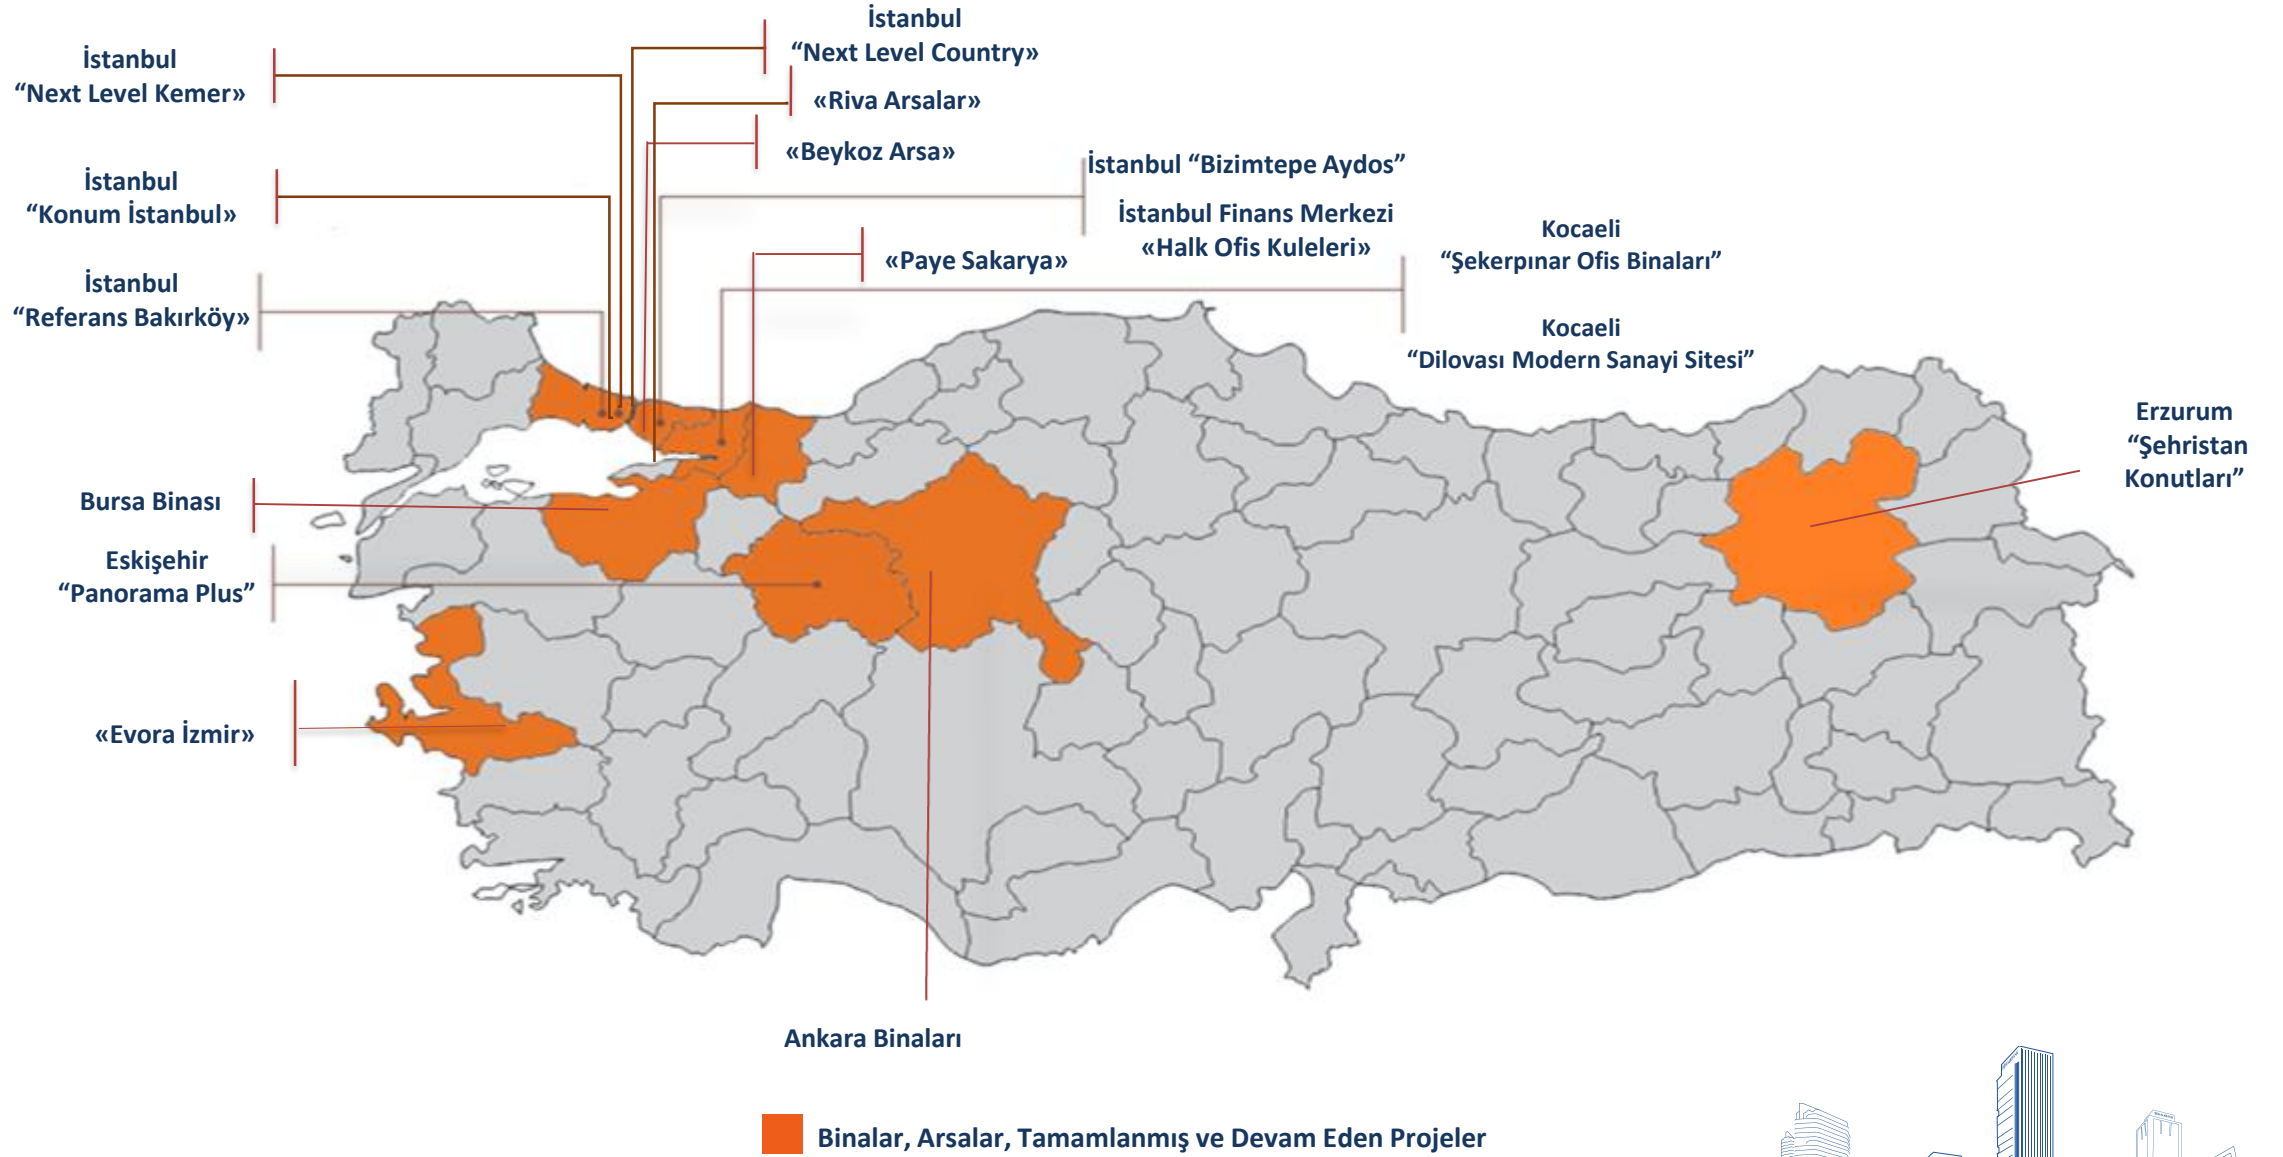 İstanbul
“Next Level Country»
İstanbul
“Next Level Kemer»
«Riva Arsalar»
«Beykoz Arsa»
İstanbul “Bizimtepe Aydos”
İstanbul
“Konum İstanbul»
İstanbul Finans Merkezi
«Halk Ofis Kuleleri»
Kocaeli
“Şekerpınar Ofis Binaları”
«Paye Sakarya»
İstanbul
“Referans Bakırköy»
Kocaeli
“Dilovası Modern Sanayi Sitesi”
Erzurum
“Şehristan
Konutları”
Bursa Binası
Eskişehir
“Panorama Plus”
«Evora İzmir»
Ankara Binaları
Binalar, Arsalar, Tamamlanmış ve Devam Eden Projeler